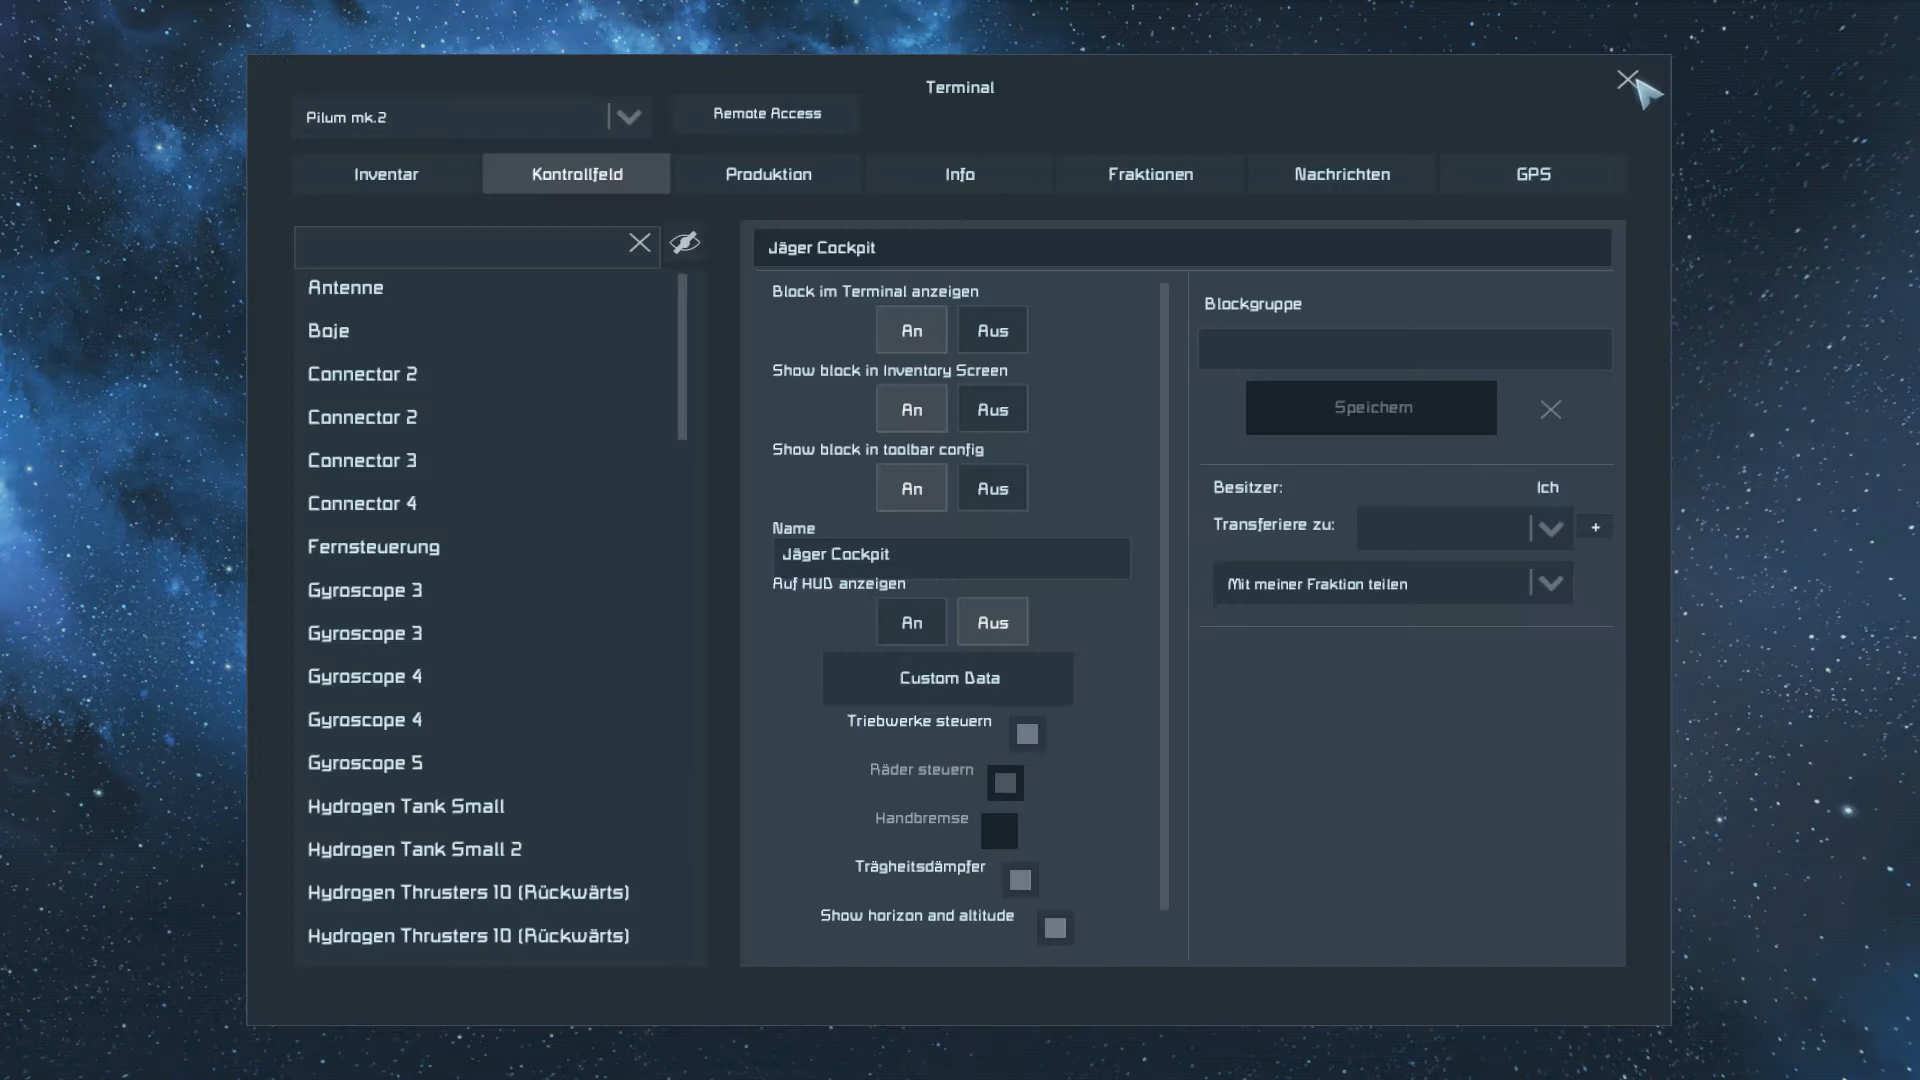 Terminal
Pilum mk.2
Remote Access
Inventar
Kontrollfeld
Produktion
Info
Fraktionen
Nachrichten
GPS
Antenne
Boje
Connector 2
Connector 2
Connector 3
Connector 4
Fernsteuerung
Gyroscope 3
Gyroscope 3
Gyroscope 4
Gyroscope 4
Gyroscope 5
Hydrogen Tank Small
Hydrogen Tank Small 2
Hydrogen Thrusters 10 (Rückwärts)
Hydrogen Thrusters 10 (Rückwärts)
Jäger Cockpit
Block im Terminal anzeigen
An Aus
Show block in Inventory Screen
An Aus
Show block in toolbar config
An Aus
Name
Jäger Cockpit
Auf HUD anzeigen
An Aus
Custom Data
Triebwerke steuern
Räder steuern
Handbremse
Trägheitsdämpfer
Show horizon and altitude
Blockgruppe
Speichern
Besitzer: Ich
Transferiere zu: +
Mit meiner Fraktion teilen